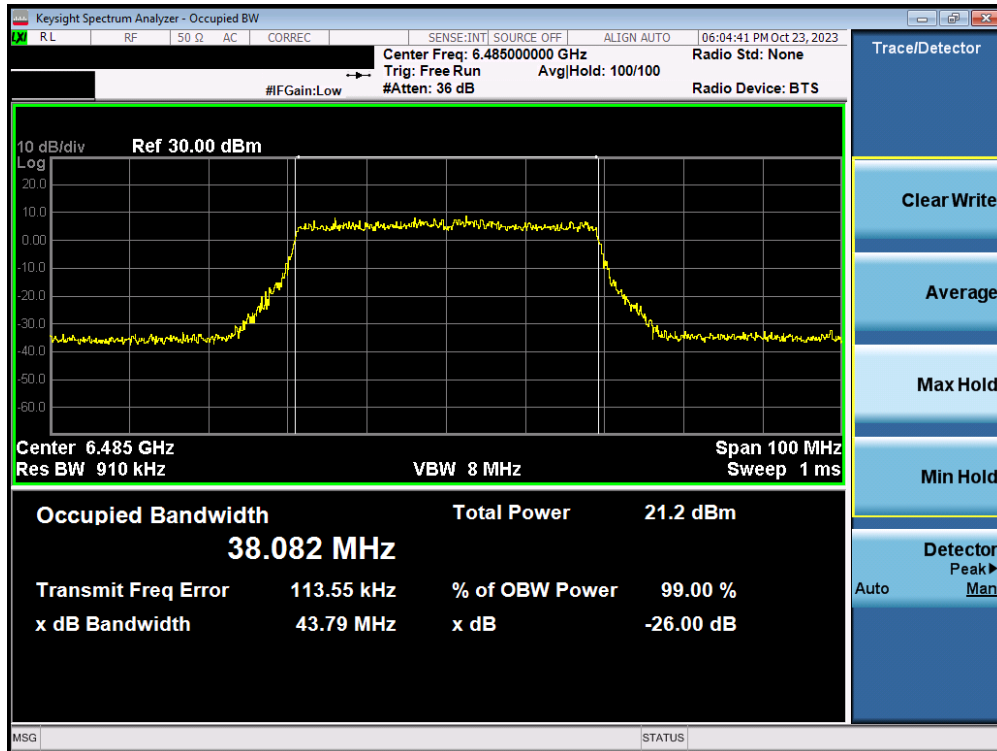 Keysight Spectrum Analyzer - Occupied BW
LXI RL RF 50 Ω AC CORREC SENSE:INT SOURCE OFF ALIGN AUTO 06:04:41 PM Oct 23, 2023
Center Freq: 6.485000000 GHz Radio Std: None
Trig: Free Run Avg|Hold: 100/100
#IFGain:Low #Atten: 36 dB Radio Device: BTS
Trace/Detector
10 dB/div Ref 30.00 dBm
Log
20.0
10.0
0.00
-10.0
-20.0
-30.0
-40.0
-50.0
-60.0
Center 6.485 GHz Span 100 MHz
Res BW 910 kHz VBW 8 MHz Sweep 1 ms
Occupied Bandwidth Total Power 21.2 dBm
38.082 MHz
Transmit Freq Error 113.55 kHz % of OBW Power 99.00 %
x dB Bandwidth 43.79 MHz x dB -26.00 dB
Clear Write
Average
Max Hold
Min Hold
Detector
Peak▶
Auto Man
MSG STATUS